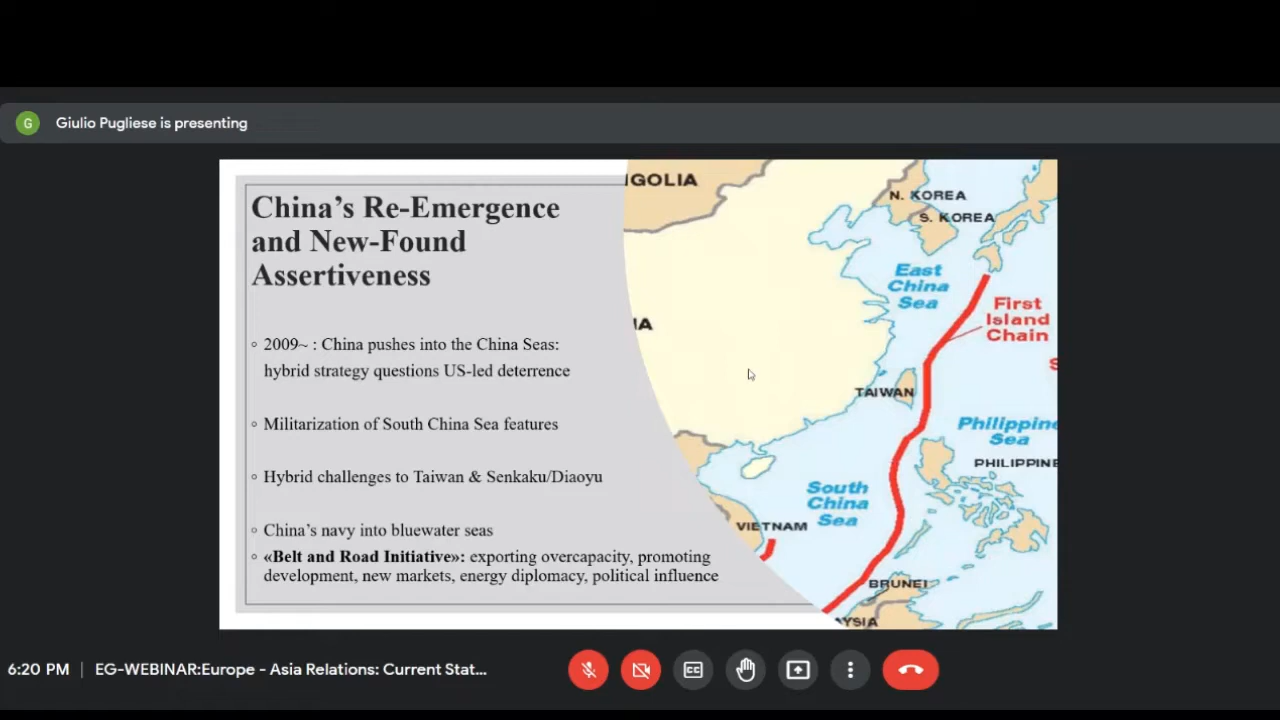 G
Giulio Pugliese is presenting
China's Re-Emergence
and New-Found
Assertiveness
◦ 2009~ : China pushes into the China Seas:
hybrid strategy questions US-led deterrence
◦ Militarization of South China Sea features
◦ Hybrid challenges to Taiwan & Senkaku/Diaoyu
◦ China's navy into bluewater seas
◦ «Belt and Road Initiative»: exporting overcapacity, promoting
development, new markets, energy diplomacy, political influence
IGOLIA
N. KOREA
S. KOREA
East
China
Sea
First
Island
Chain
IA
S
TAIWAN
Philippine
Sea
PHILIPPINE
South
China
Sea
VIETNAM
BRUNEI
AYSIA
6:20 PM | EG-WEBINAR:Europe - Asia Relations: Current Stat...
CC